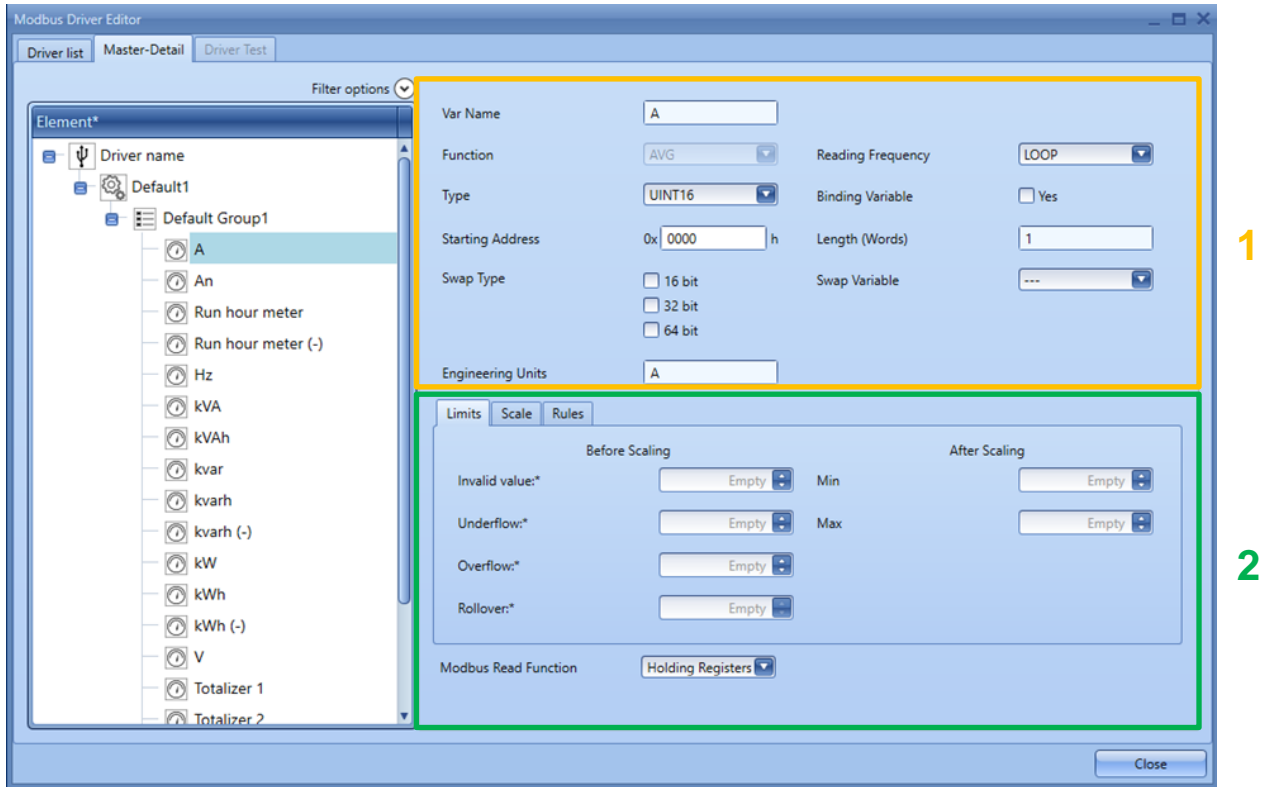 Modbus Driver Editor
Driver list Master-Detail Driver Test
Filter options
Element*
Driver name
Default1
Default Group1
A
An
Run hour meter
Run hour meter (-)
Hz
kVA
kVAh
kvar
kvarh
kvarh (-)
kW
kWh
kWh (-)
V
Totalizer 1
Totalizer 2
Var Name A
Function AVG Reading Frequency LOOP
Type UINT16 Binding Variable Yes
Starting Address 0x 0000 h Length (Words) 1
Swap Type 16 bit Swap Variable ---
32 bit
64 bit
Engineering Units A
1
Limits Scale Rules
Before Scaling After Scaling
Invalid value:* Empty Min Empty
Underflow:* Empty Max Empty
Overflow:* Empty
Rollover:* Empty
Modbus Read Function Holding Registers
2
Close